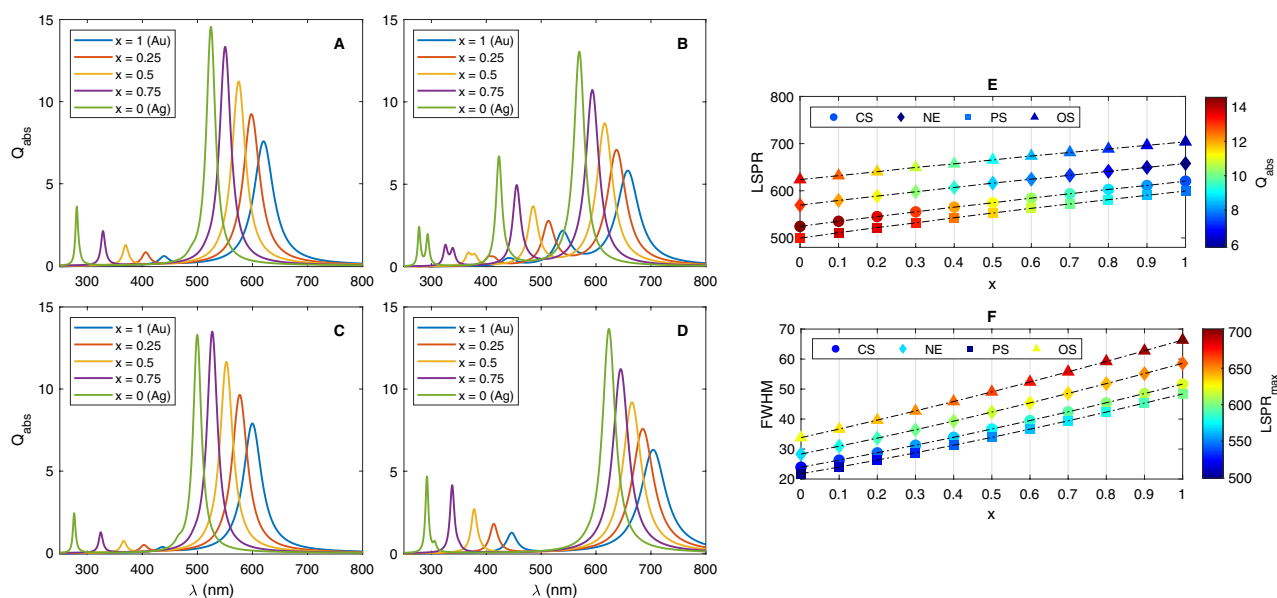 A
15
10
5
0
Q_abs
x = 1 (Au)
x = 0.25
x = 0.5
x = 0.75
x = 0 (Ag)
300 400 500 600 700 800
B
15
10
5
0
x = 1 (Au)
x = 0.25
x = 0.5
x = 0.75
x = 0 (Ag)
300 400 500 600 700 800
C
15
10
5
0
Q_abs
x = 1 (Au)
x = 0.25
x = 0.5
x = 0.75
x = 0 (Ag)
300 400 500 600 700 800
λ (nm)
D
15
10
5
0
x = 1 (Au)
x = 0.25
x = 0.5
x = 0.75
x = 0 (Ag)
300 400 500 600 700 800
λ (nm)
E
800
700
600
500
LSPR
CS NE PS OS
0 0.1 0.2 0.3 0.4 0.5 0.6 0.7 0.8 0.9 1
x
14
12
10
8
6
Q_abs
F
70
60
50
40
30
20
FWHM
CS NE PS OS
0 0.1 0.2 0.3 0.4 0.5 0.6 0.7 0.8 0.9 1
x
700
650
600
550
500
LSPR_max